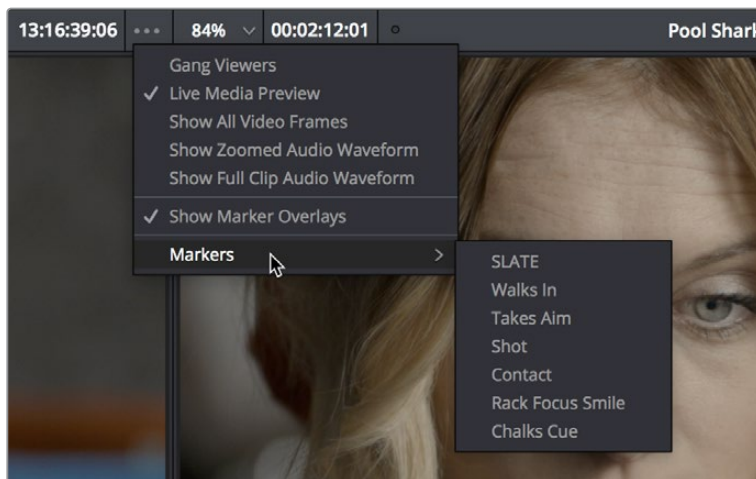 13:16:39:06 ••• 84% 00:02:12:01 Pool Shark
Gang Viewers
✓ Live Media Preview
Show All Video Frames
Show Zoomed Audio Waveform
Show Full Clip Audio Waveform
✓ Show Marker Overlays
Markers >
SLATE
Walks In
Takes Aim
Shot
Contact
Rack Focus Smile
Chalks Cue